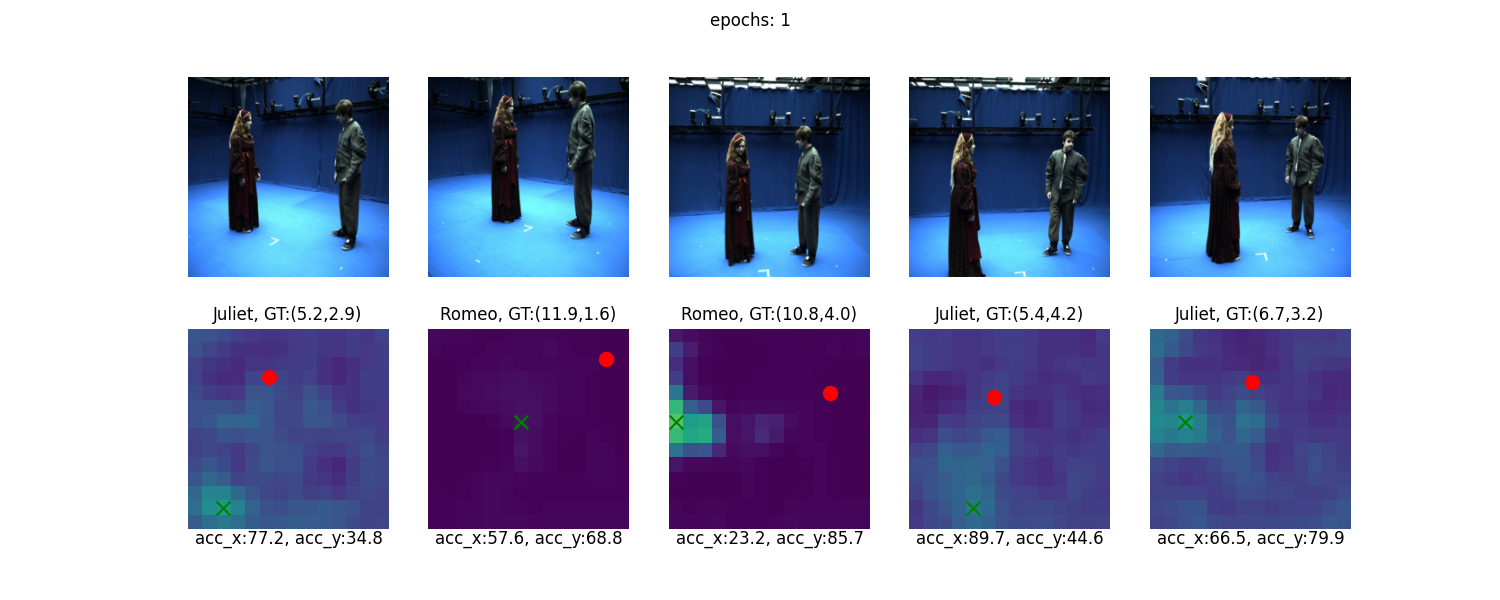 epochs: 1
Juliet, GT:(5.2,2.9)
Romeo, GT:(11.9,1.6)
Romeo, GT:(10.8,4.0)
Juliet, GT:(5.4,4.2)
Juliet, GT:(6.7,3.2)
acc_x:77.2, acc_y:34.8
acc_x:57.6, acc_y:68.8
acc_x:23.2, acc_y:85.7
acc_x:89.7, acc_y:44.6
acc_x:66.5, acc_y:79.9